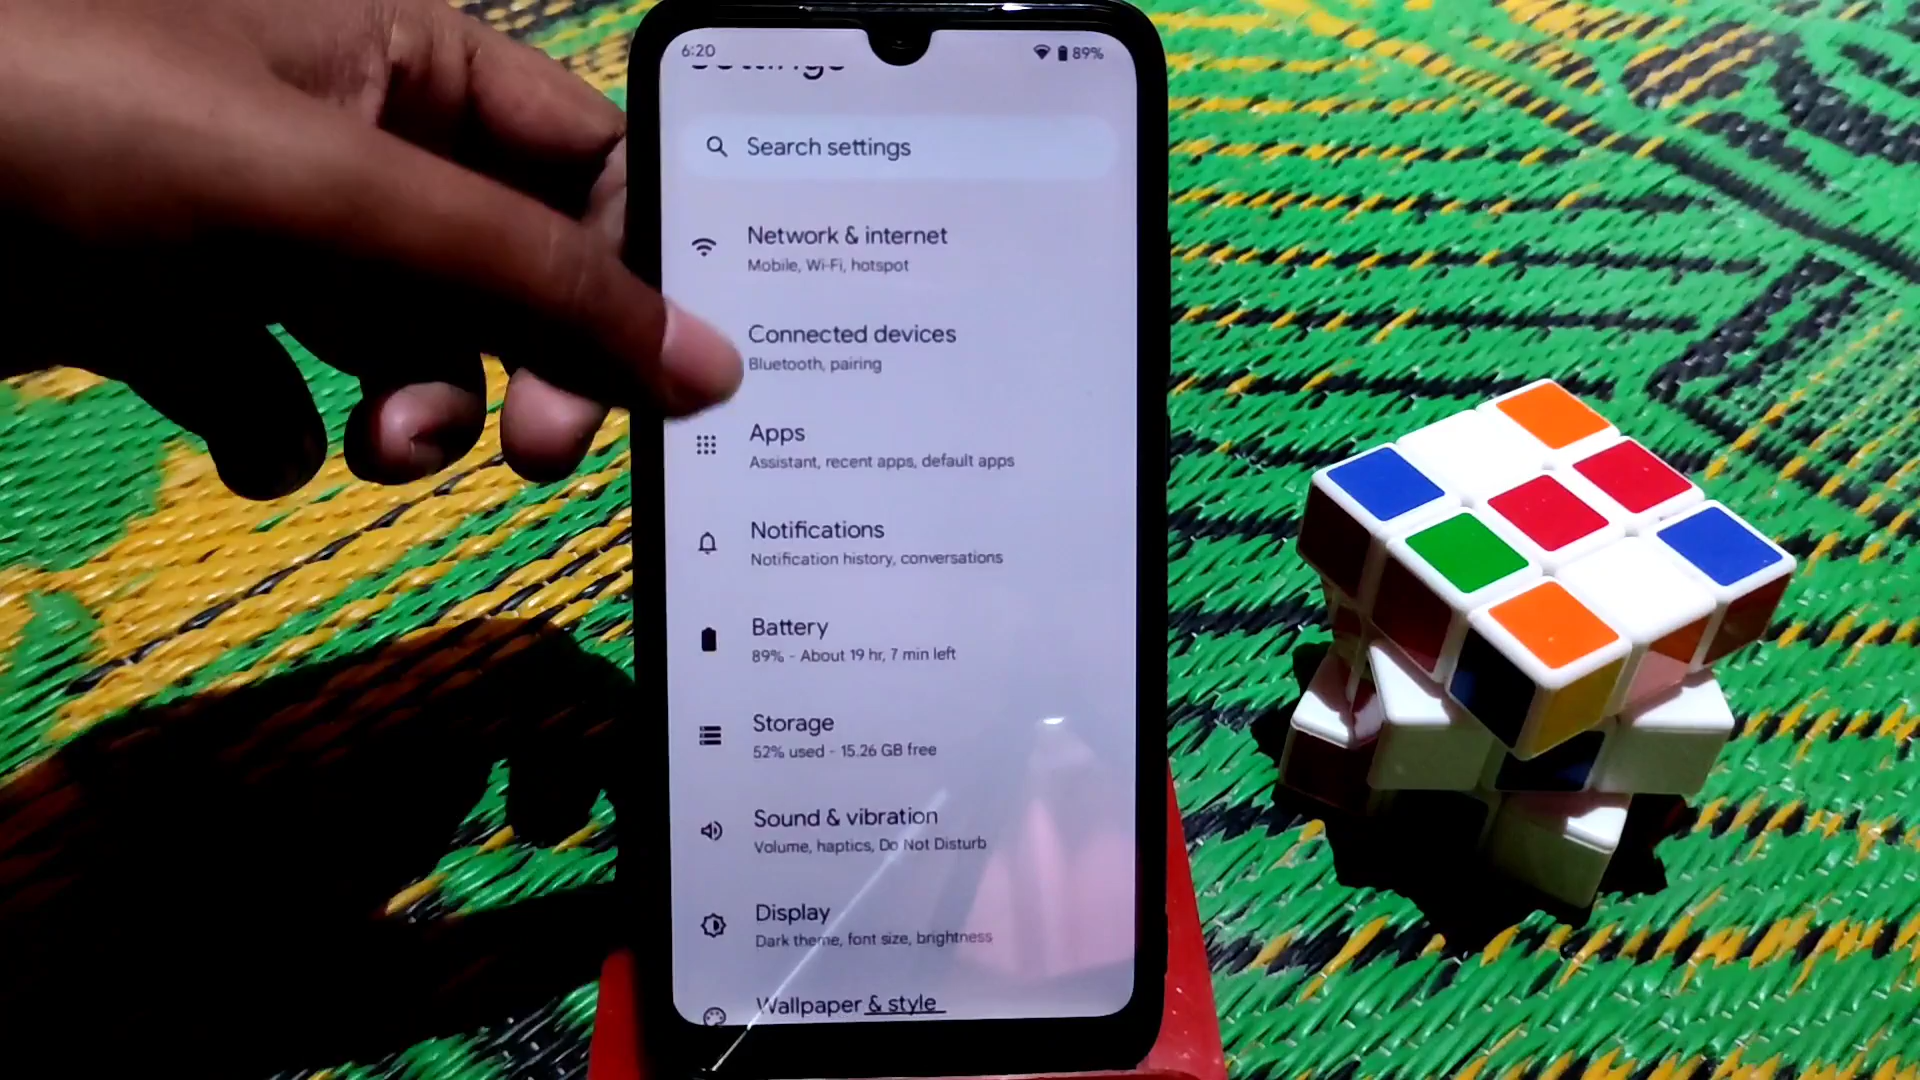 6:20
89%
Settings
Search settings
Network & internet
Mobile, Wi-Fi, hotspot
Connected devices
Bluetooth, pairing
Apps
Assistant, recent apps, default apps
Notifications
Notification history, conversations
Battery
89% - About 19 hr, 7 min left
Storage
52% used - 15.26 GB free
Sound & vibration
Volume, haptics, Do Not Disturb
Display
Dark theme, font size, brightness
Wallpaper & style